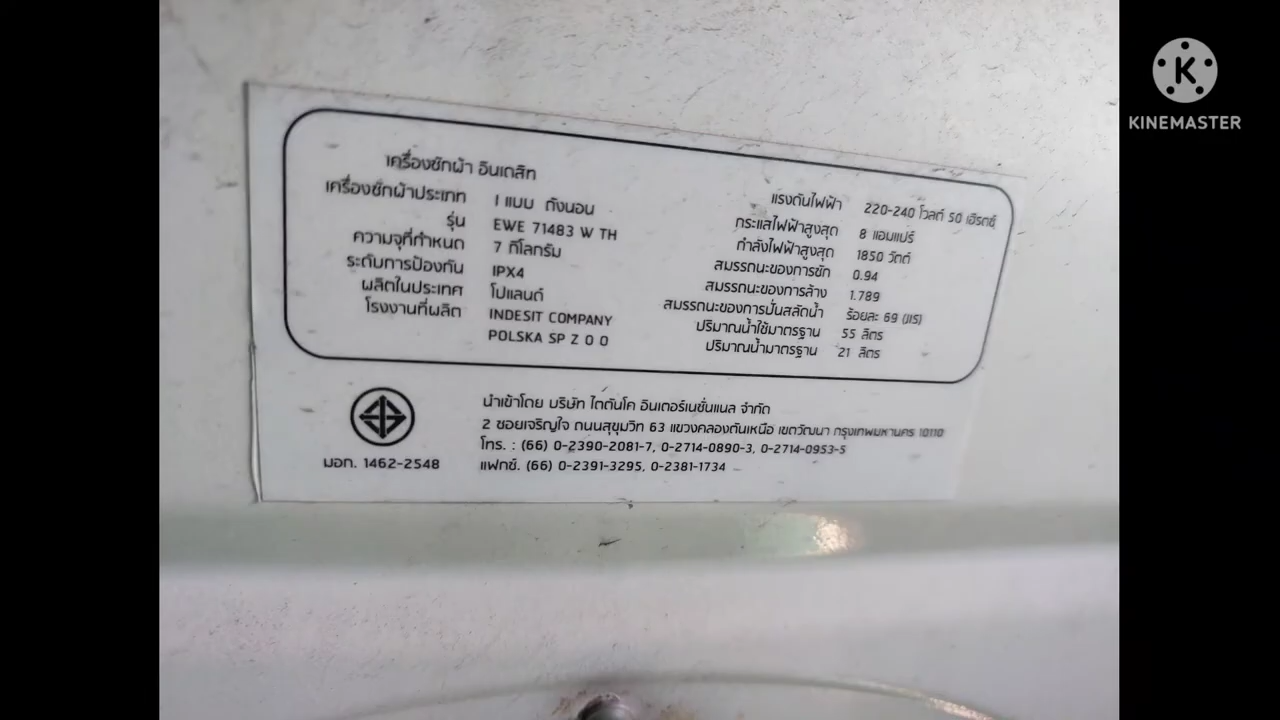 เครื่องซักผ้า อินเดสิท
เครื่องซักผ้าประเภท I แบบ ถังนอน
รุ่น EWE 71483 W TH
ความจุที่กำหนด 7 กิโลกรัม
ระดับการป้องกัน IPX4
ผลิตในประเทศ โปแลนด์
โรงงานที่ผลิต INDESIT COMPANY
POLSKA SP Z O O
แรงดันไฟฟ้า 220-240 โวลต์ 50 เฮิรตซ์
กระแสไฟฟ้าสูงสุด 8 แอมแปร์
กำลังไฟฟ้าสูงสุด 1850 วัตต์
สมรรถนะของการซัก 0.94
สมรรถนะของการล้าง 1.789
สมรรถนะของการปั่นสลัดน้ำ ร้อยละ 69 (JIS)
ปริมาณน้ำใช้มาตรฐาน 55 ลิตร
ปริมาณน้ำมาตรฐาน 21 ลิตร
มอก. 1462-2548
นำเข้าโดย บริษัท ไตตันโค อินเตอร์เนชั่นแนล จำกัด
2 ซอยเจริญใจ ถนนสุขุมวิท 63 แขวงคลองตันเหนือ เขตวัฒนา กรุงเทพมหานคร 10110
โทร. : (66) 0-2390-2081-7, 0-2714-0890-3, 0-2714-0953-5
แฟกซ์. (66) 0-2391-3295, 0-2381-1734
K
KINEMASTER